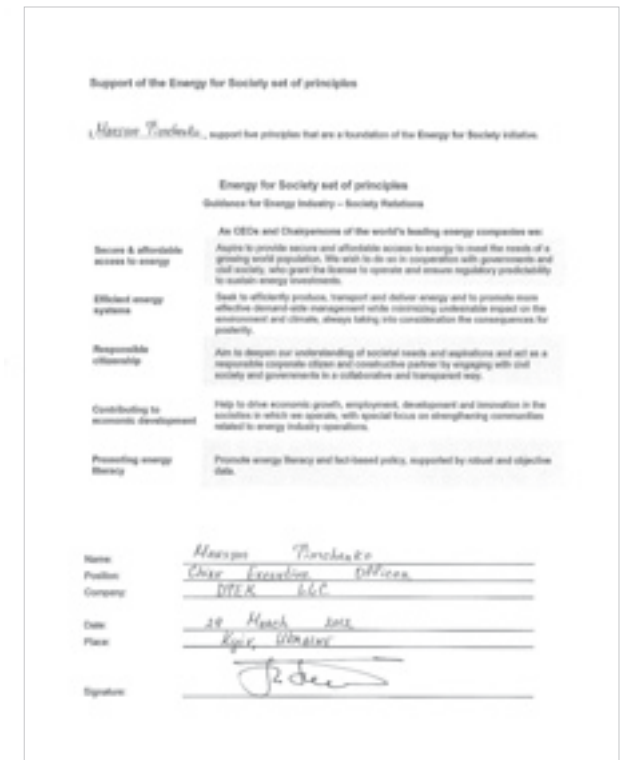 Support of the Energy for Society set of principles
I, Maxim Timchenko, support five principles that are a foundation of the Energy for Society initiative.
Energy for Society set of principles
Guidance for Energy Industry – Society Relations
As CEOs and Chairpersons of the world's leading energy companies we:
Secure & affordable
access to energy
Aspire to provide secure and affordable access to energy to meet the needs of a
growing world population. We wish to do so in cooperation with governments and
civil society, who grant the license to operate and ensure regulatory predictability
to sustain energy investments.
Efficient energy
systems
Seek to efficiently produce, transport and deliver energy and to promote more
effective demand-side management while minimizing undesirable impact on the
environment and climate, always taking into consideration the consequences for
posterity.
Responsible
citizenship
Aim to deepen our understanding of societal needs and aspirations and act as a
responsible corporate citizen and constructive partner by engaging with civil
society and governments in a collaborative and transparent way.
Contributing to
economic development
Help to drive economic growth, employment, development and innovation in the
societies in which we operate, with special focus on strengthening communities
related to energy industry operations.
Promoting energy
literacy
Promote energy literacy and fact-based policy, supported by robust and objective
data.
Name: Maxim Timchenko
Position: Chief Executive Officer
Company: DTEK LLC
Date: 29 March 2012
Place: Kyiv, Ukraine
Signature: